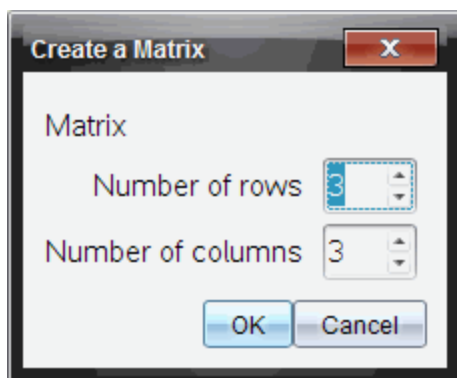 Create a Matrix
Matrix
Number of rows 3
Number of columns 3
OK Cancel